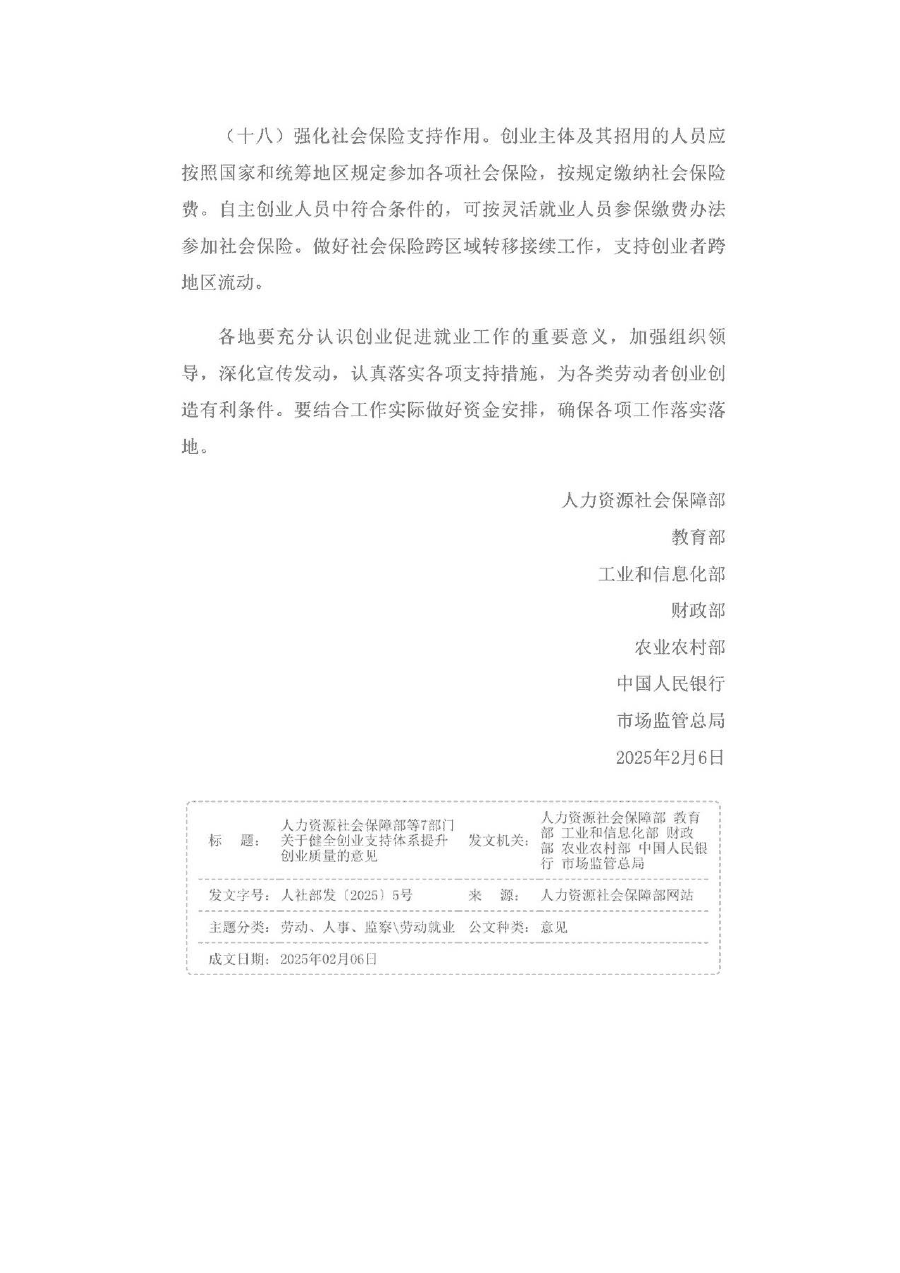 （十八）强化社会保险支持作用。创业主体及其招用的人员应
按照国家和统筹地区规定参加各项社会保险，按规定缴纳社会保险
费。自主创业人员中符合条件的，可按灵活就业人员参保缴费办法
参加社会保险。做好社会保险跨区域转移接续工作，支持创业者跨
地区流动。
各地要充分认识创业促进就业工作的重要意义，加强组织领
导，深化宣传发动，认真落实各项支持措施，为各类劳动者创业创
造有利条件。要结合工作实际做好资金安排，确保各项工作落实落
地。
人力资源社会保障部
教育部
工业和信息化部
财政部
农业农村部
中国人民银行
市场监管总局
2025年2月6日
标 题：
人力资源社会保障部等7部门
关于健全创业支持体系提升
创业质量的意见
发文机关：
人力资源社会保障部 教育
部 工业和信息化部 财政
部 农业农村部 中国人民银
行 市场监管总局
发文字号： 人社部发〔2025〕5号
来 源： 人力资源社会保障部网站
主题分类： 劳动、人事、监察\劳动就业
公文种类： 意见
成文日期： 2025年02月06日